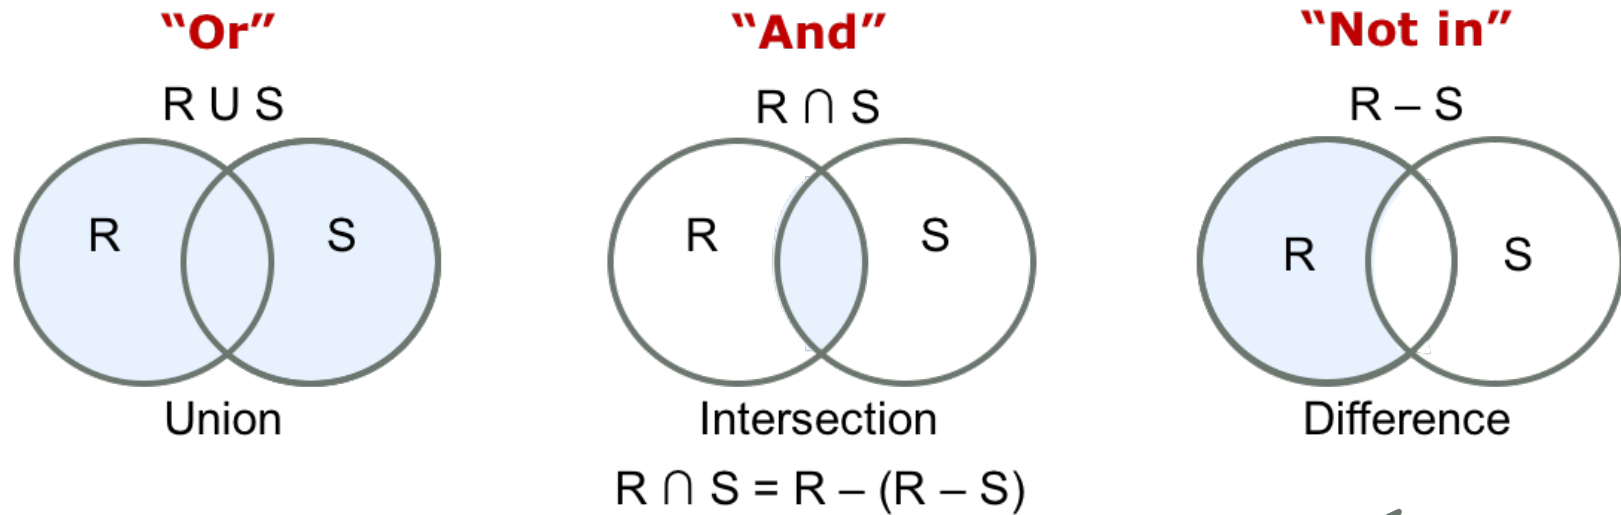 “Or”
R U S
R
S
Union
“And”
R ∩ S
R
S
Intersection
R ∩ S = R – (R – S)
“Not in”
R – S
R
S
Difference